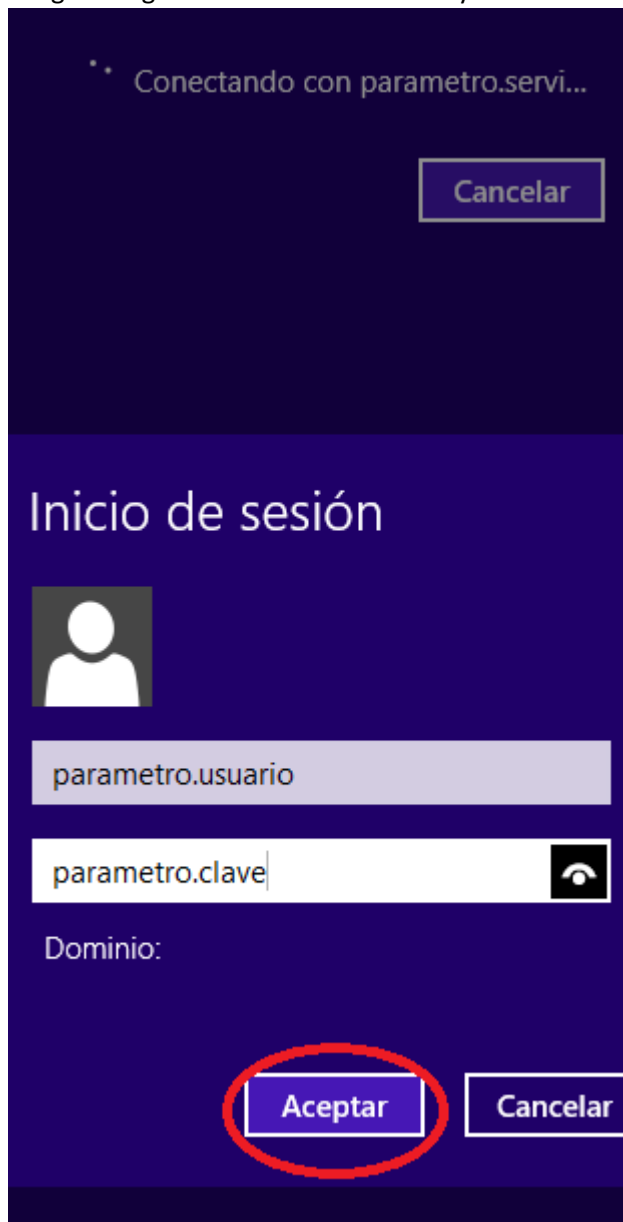 Conectando con parametro.servi...
Cancelar
Inicio de sesión
parametro.usuario
parametro.clave
Dominio:
Aceptar
Cancelar